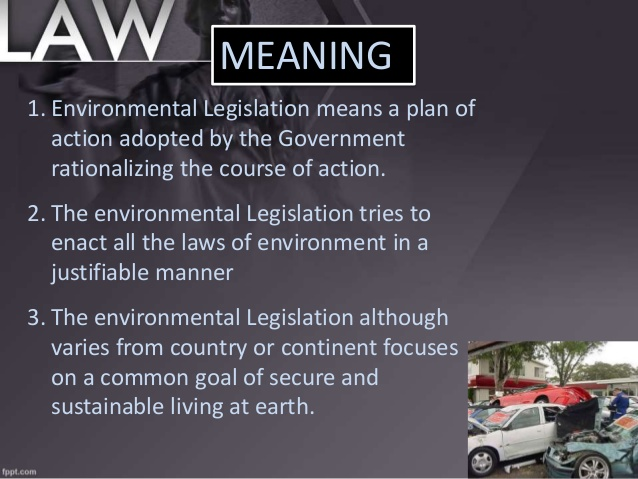 LAW
MEANING
1. Environmental Legislation means a plan of
action adopted by the Government
rationalizing the course of action.
2. The environmental Legislation tries to
enact all the laws of environment in a
justifiable manner
3. The environmental Legislation although
varies from country or continent focuses
on a common goal of secure and
sustainable living at earth.
fppt.com